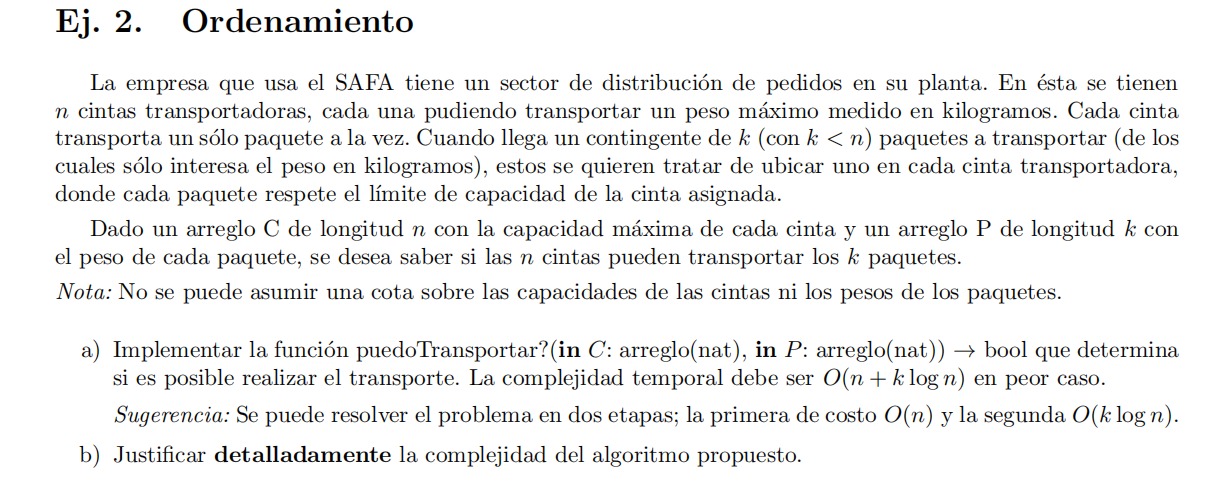 Ej. 2. Ordenamiento
La empresa que usa el SAFA tiene un sector de distribución de pedidos en su planta. En ésta se tienen
n cintas transportadoras, cada una pudiendo transportar un peso máximo medido en kilogramos. Cada cinta
transporta un sólo paquete a la vez. Cuando llega un contingente de k (con k < n) paquetes a transportar (de los
cuales sólo interesa el peso en kilogramos), estos se quieren tratar de ubicar uno en cada cinta transportadora,
donde cada paquete respete el límite de capacidad de la cinta asignada.
Dado un arreglo C de longitud n con la capacidad máxima de cada cinta y un arreglo P de longitud k con
el peso de cada paquete, se desea saber si las n cintas pueden transportar los k paquetes.
Nota: No se puede asumir una cota sobre las capacidades de las cintas ni los pesos de los paquetes.
a) Implementar la función puedoTransportar?(in C: arreglo(nat), in P: arreglo(nat)) → bool que determina
si es posible realizar el transporte. La complejidad temporal debe ser O(n + k log n) en peor caso.
Sugerencia: Se puede resolver el problema en dos etapas; la primera de costo O(n) y la segunda O(k log n).
b) Justificar detalladamente la complejidad del algoritmo propuesto.